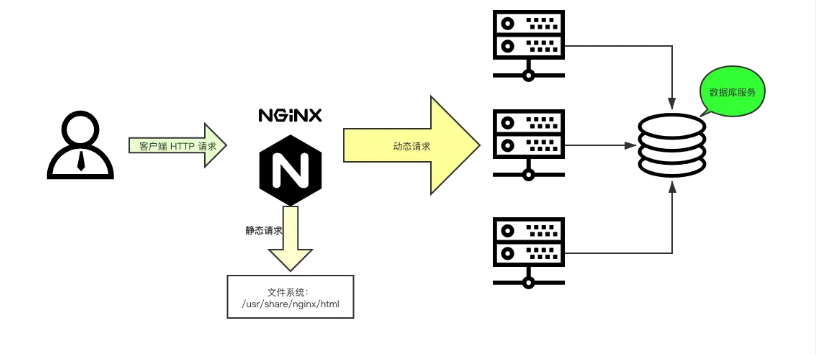 数据库服务
NGINX
客户端 HTTP 请求
动态请求
静态请求
文件系统：
/usr/share/nginx/html